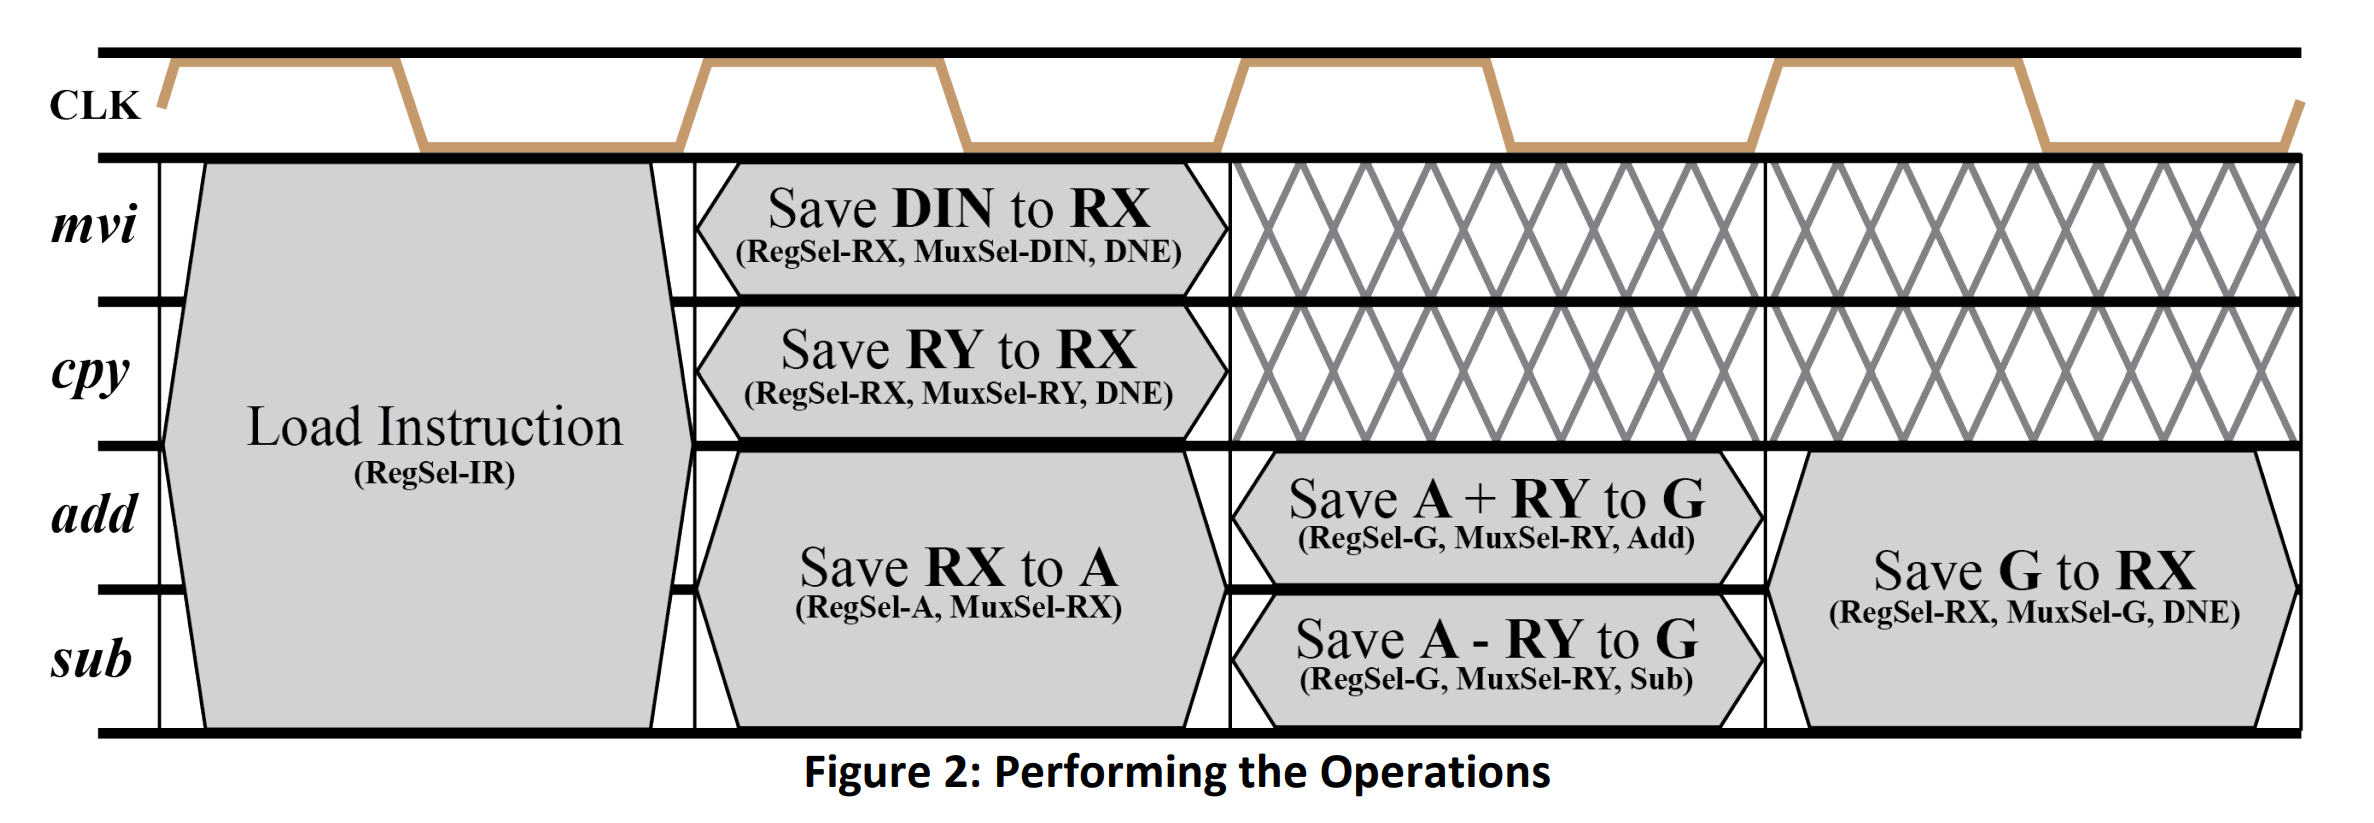 CLK
mvi
Save DIN to RX
(RegSel-RX, MuxSel-DIN, DNE)
cpy
Save RY to RX
(RegSel-RX, MuxSel-RY, DNE)
Load Instruction
(RegSel-IR)
add
sub
Save RX to A
(RegSel-A, MuxSel-RX)
Save A + RY to G
(RegSel-G, MuxSel-RY, Add)
Save A - RY to G
(RegSel-G, MuxSel-RY, Sub)
Save G to RX
(RegSel-RX, MuxSel-G, DNE)
Figure 2: Performing the Operations